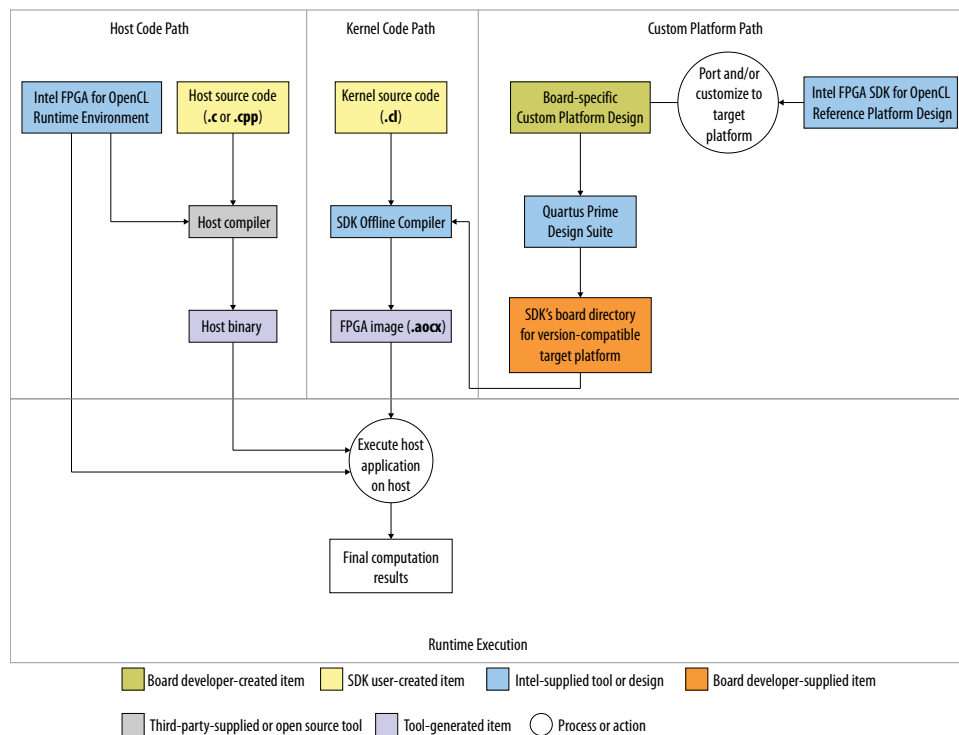 Host Code Path
Kernel Code Path
Custom Platform Path
Intel FPGA for OpenCL
Runtime Environment
Host source code
(.c or .cpp)
Kernel source code
(.cl)
Board-specific
Custom Platform Design
Port and/or
customize to
target
platform
Intel FPGA SDK for OpenCL
Reference Platform Design
Host compiler
SDK Offline Compiler
Quartus Prime
Design Suite
Host binary
FPGA image (.aocx)
SDK's board directory
for version-compatible
target platform
Execute host
application
on host
Final computation
results
Runtime Execution
Board developer-created item
SDK user-created item
Intel-supplied tool or design
Board developer-supplied item
Third-party-supplied or open source tool
Tool-generated item
Process or action